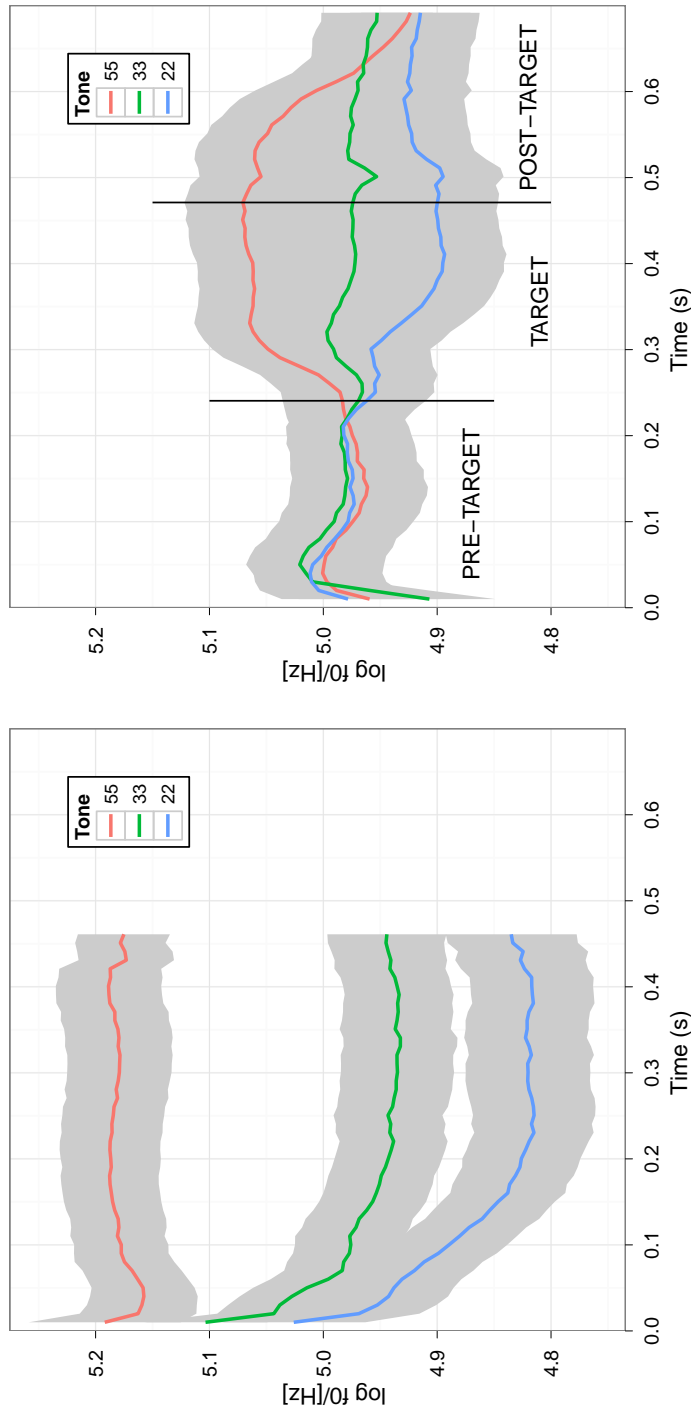 log f0/[Hz]
5.2
5.1
5.0
4.9
4.8
0.0 0.1 0.2 0.3 0.4 0.5 0.6
Time (s)
Tone
55
33
22
log f0/[Hz]
5.2
5.1
5.0
4.9
4.8
0.0 0.1 0.2 0.3 0.4 0.5 0.6
Time (s)
Tone
55
33
22
PRE−TARGET
TARGET
POST−TARGET